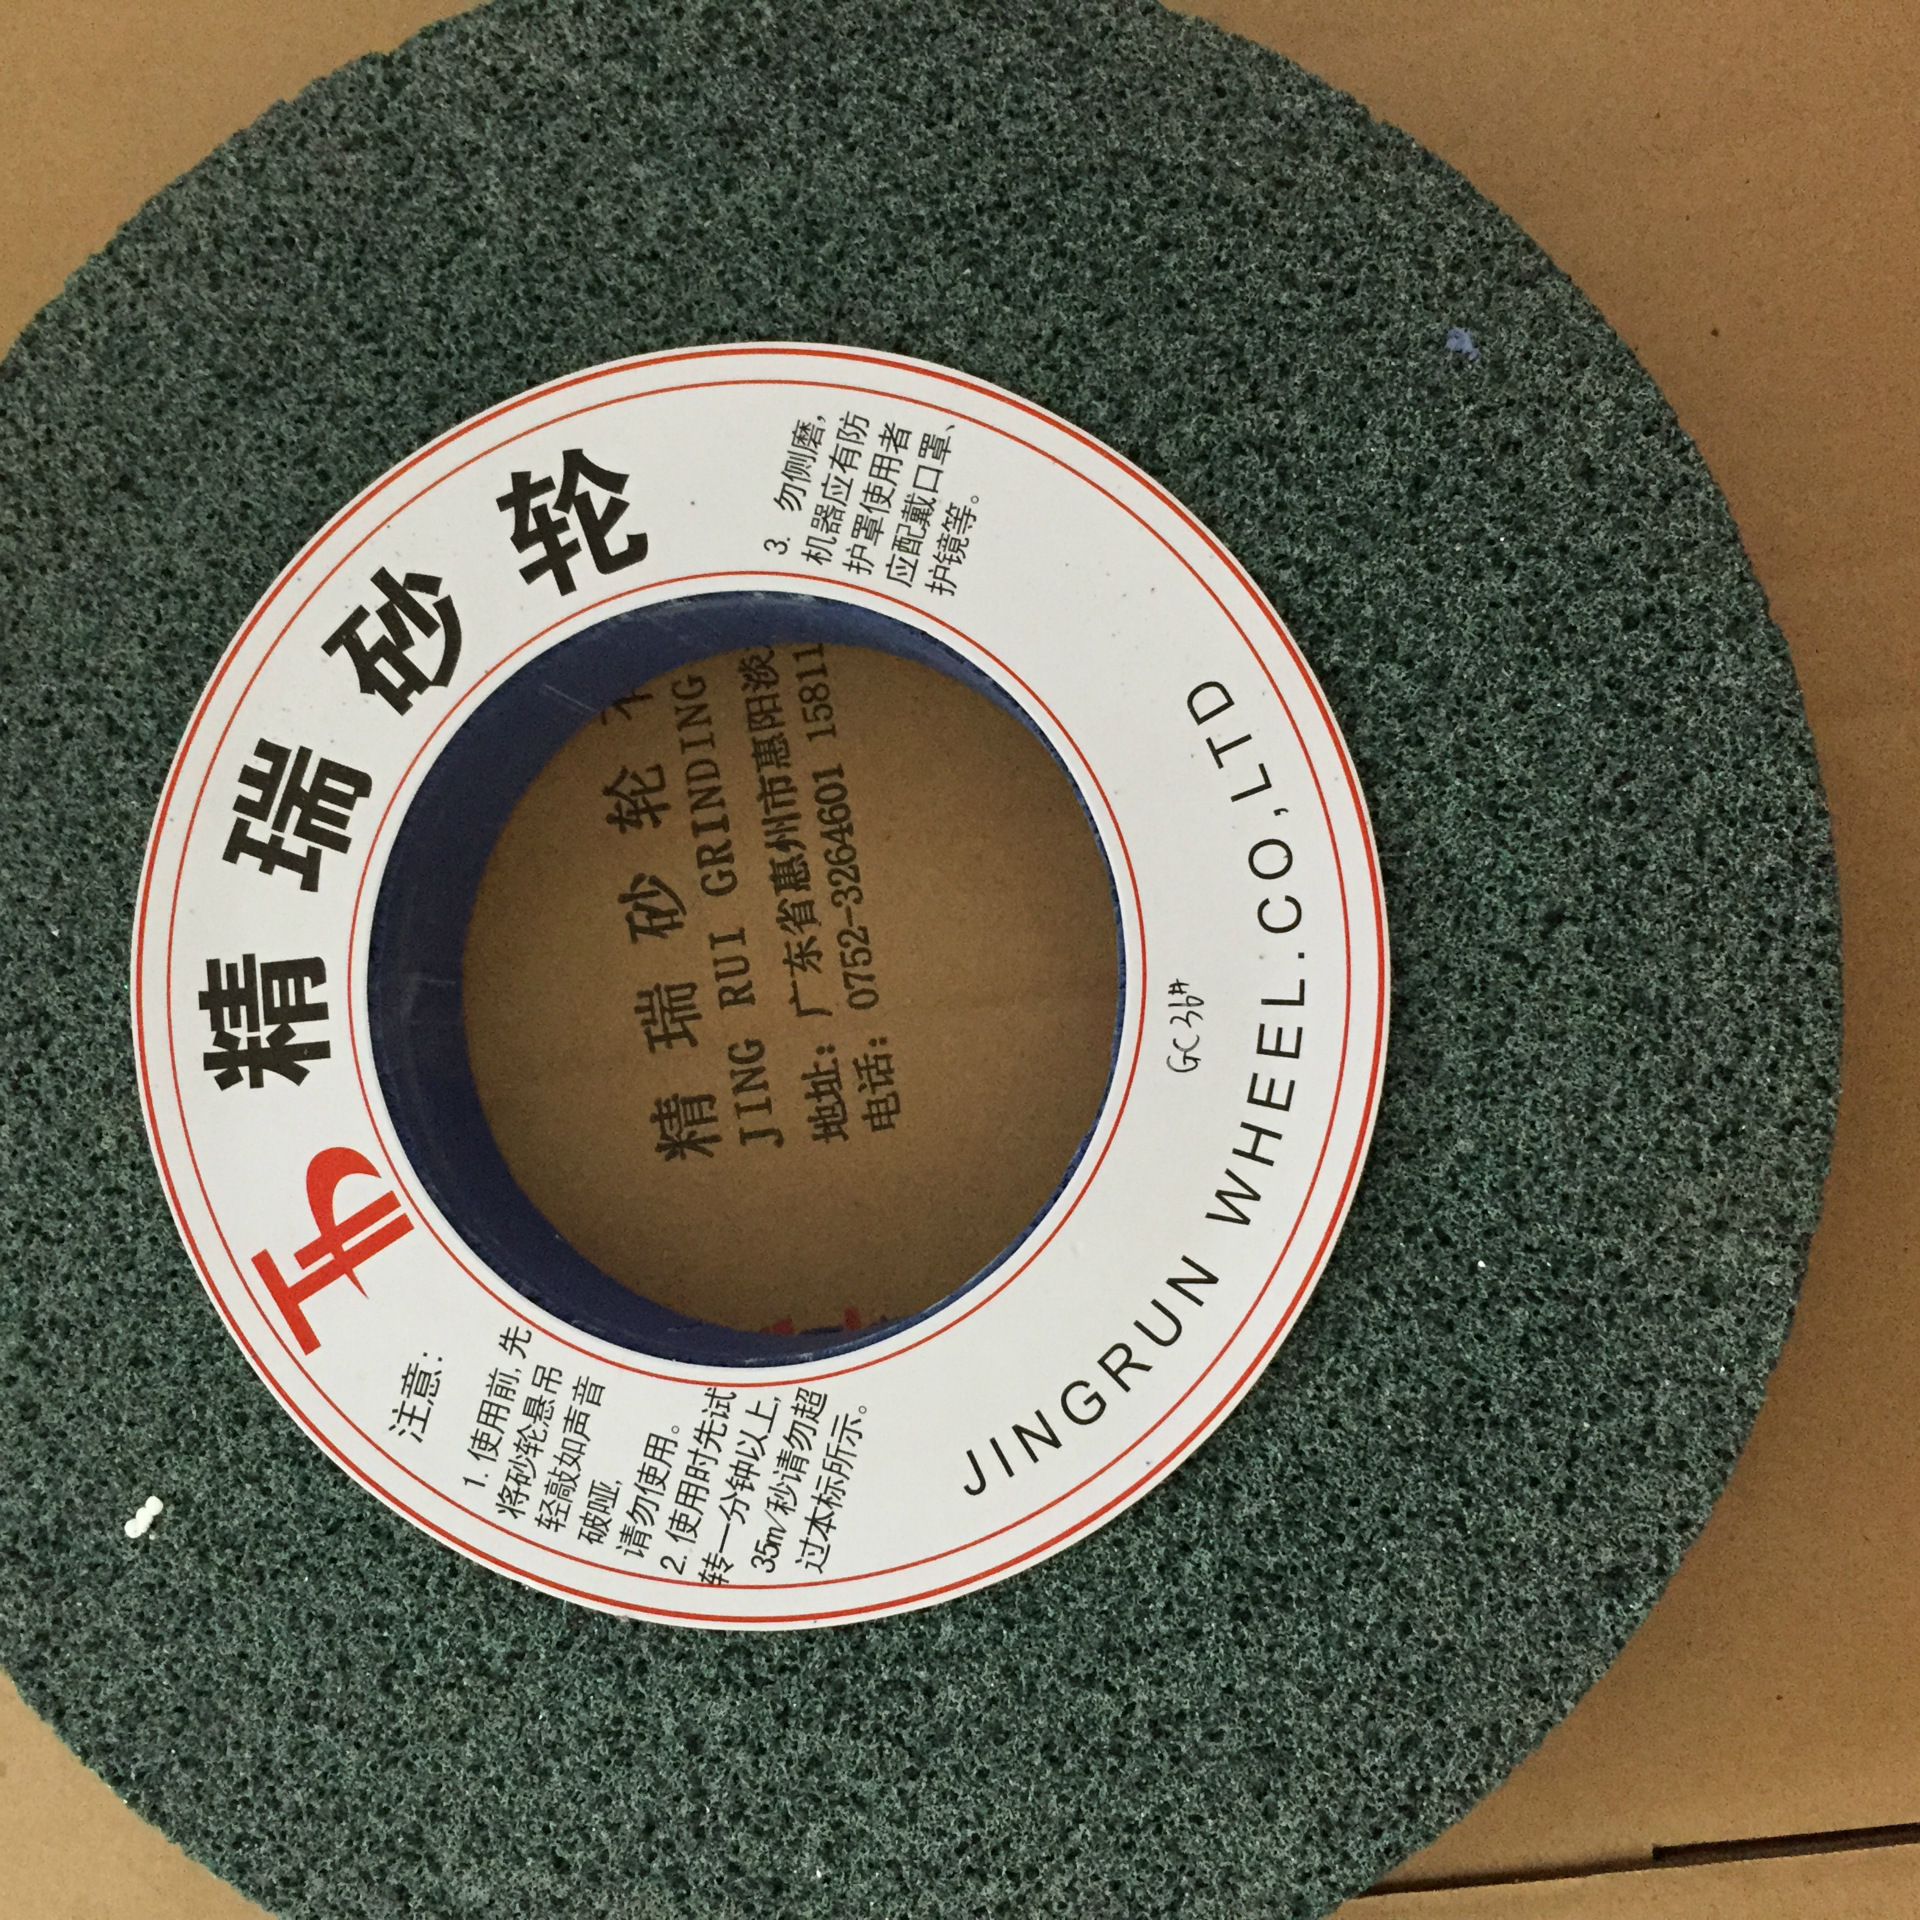 精瑞砂轮
注意：
1. 使用前, 先
将砂轮悬吊
轻敲如声音
破哑,
请勿使用。
2. 使用时先试
转一分钟以上,
35m/秒请勿超
过本标所示。
3. 勿侧磨,
机器应有防
护罩使用者
应配戴口罩、
护镜等。
JINGRUN WHEEL.CO,LTD
GC36#
精 瑞 砂 轮
JING RUI GRINDING
地址: 广东省惠州市惠阳淡
电话: 0752-3264601 15811